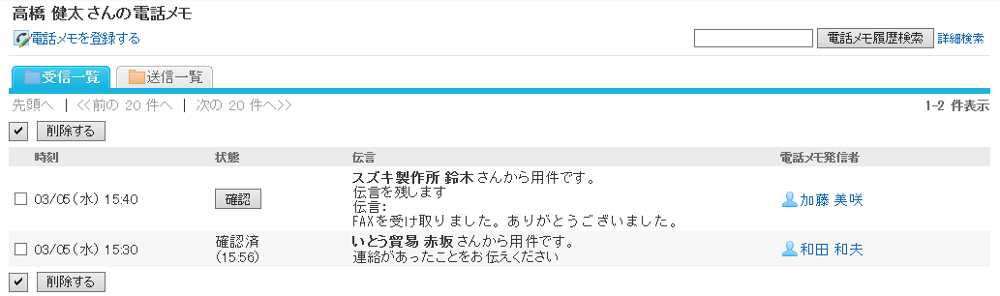 高橋 健太 さんの電話メモ
電話メモを登録する
電話メモ履歴検索 詳細検索
受信一覧 送信一覧
先頭へ | <<前の 20 件へ | 次の 20 件へ>>
1-2 件表示
削除する
時刻 状態 伝言 電話メモ発信者
03/05（水） 15:40 確認 スズキ製作所 鈴木 さんから用件です。 加藤 美咲
伝言を残します
伝言：
FAXを受け取りました。ありがとうございました。
03/05（水） 15:30 確認済 いとう貿易 赤坂 さんから用件です。 和田 和夫
(15:56) 連絡があったことをお伝えください
削除する